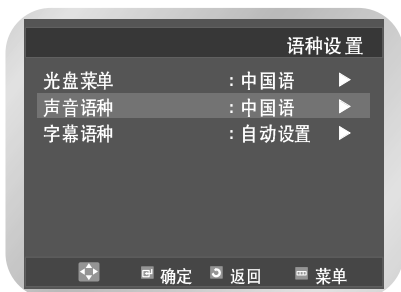 语种设置
光盘菜单 : 中国语 ▶
声音语种 : 中国语 ▶
字幕语种 : 自动设置 ▶
确定 返回 菜单